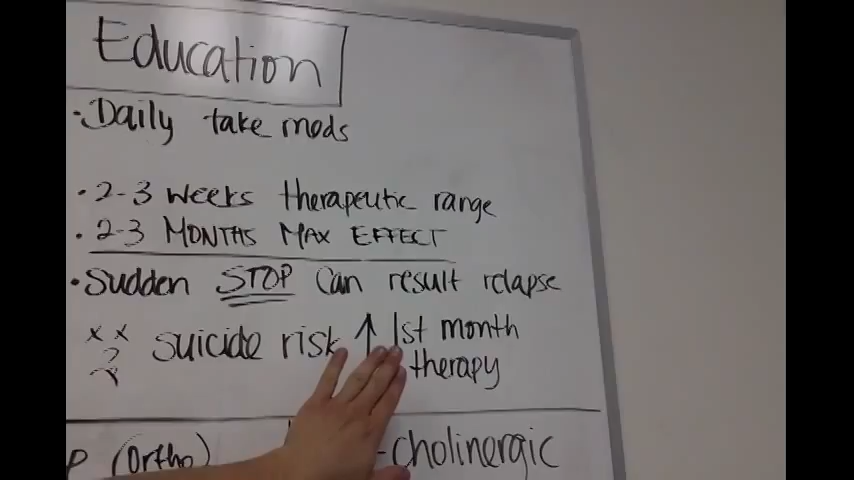 Education
· Daily take meds
· 2-3 weeks therapeutic range
· 2-3 MONTHS MAX EFFECT
· Sudden STOP can result relapse
x x suicide risk ↑ 1st month
therapy
P (ortho) -cholinergic